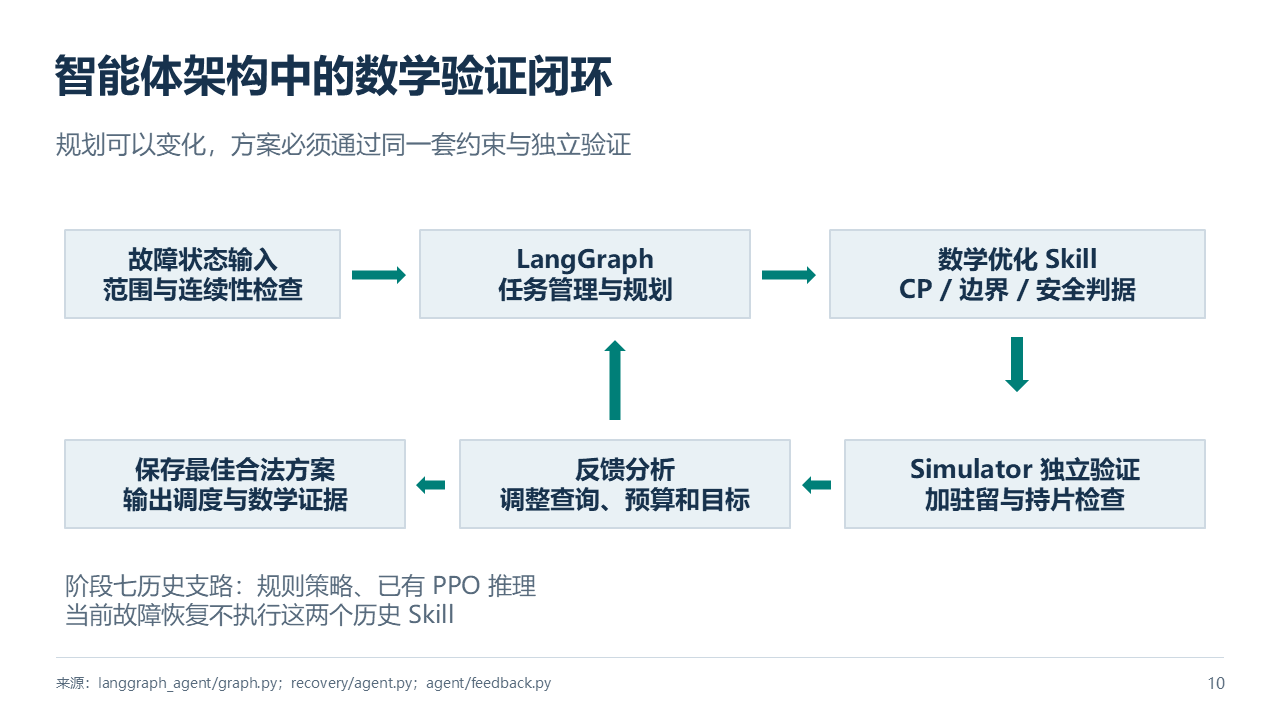 智能体架构中的数学验证闭环
规划可以变化，方案必须通过同一套约束与独立验证
故障状态输入
范围与连续性检查
LangGraph
任务管理与规划
数学优化 Skill
CP / 边界 / 安全判据
保存最佳合法方案
输出调度与数学证据
反馈分析
调整查询、预算和目标
Simulator 独立验证
加驻留与持片检查
阶段七历史支路：规则策略、已有 PPO 推理
当前故障恢复不执行这两个历史 Skill
来源：langgraph_agent/graph.py；recovery/agent.py；agent/feedback.py
10